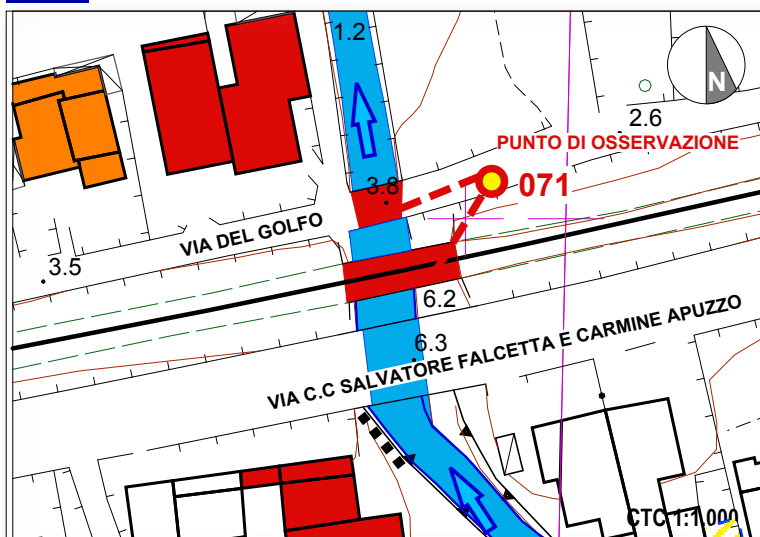 1.2
N
2.6
PUNTO DI OSSERVAZIONE
071
3.8
VIA DEL GOLFO
3.5
6.2
6.3
VIA C.C SALVATORE FALCETTA E CARMINE APUZZO
CTC 1:1.000